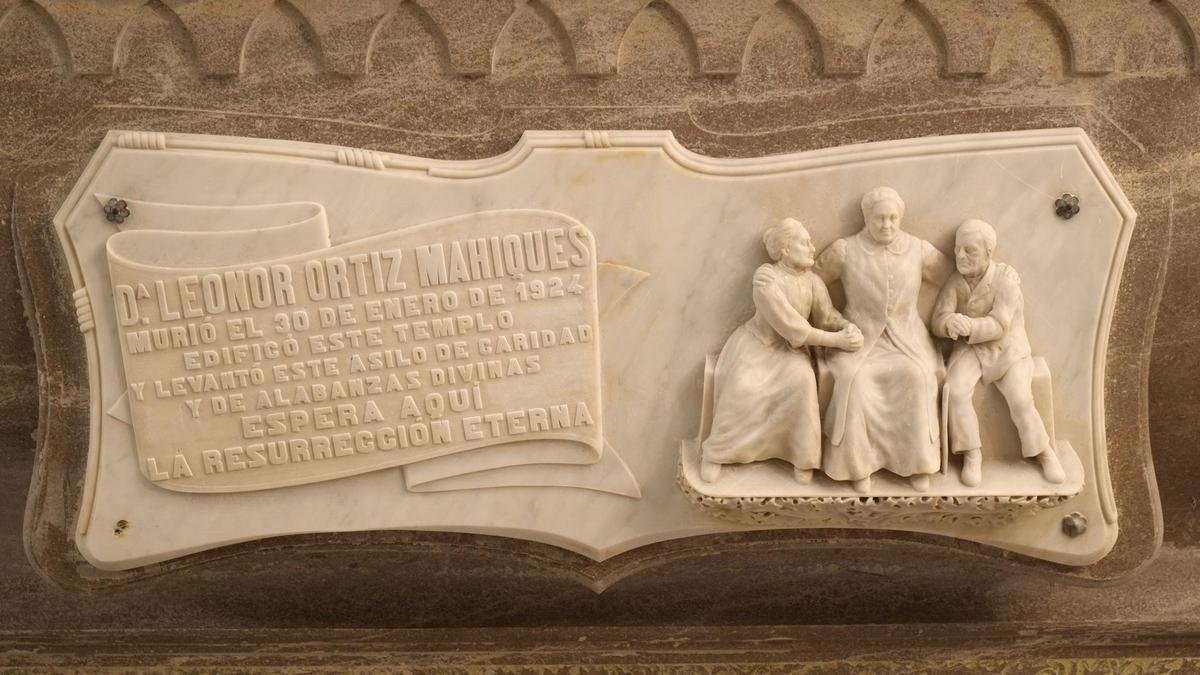 Dª. LEONOR ORTIZ MAHIQUES
MURIÓ EL 30 DE ENERO DE 1924
EDIFICÓ ESTE TEMPLO
Y LEVANTÓ ESTE ASILO DE CARIDAD
Y DE ALABANZAS DIVINAS
ESPERA AQUÍ
LA RESURRECCIÓN ETERNA